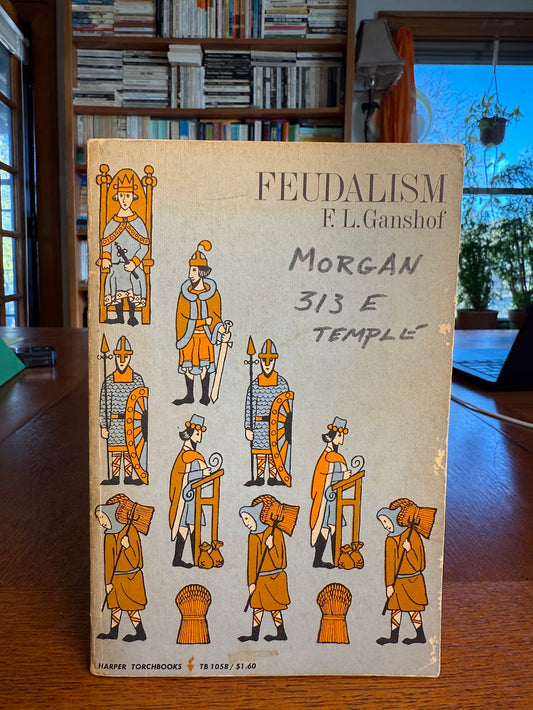 FEUDALISM
F. L. Ganshof
MORGAN
313 E
TEMPLE
HARPER TORCHBOOKS TB 1058 / $1.60